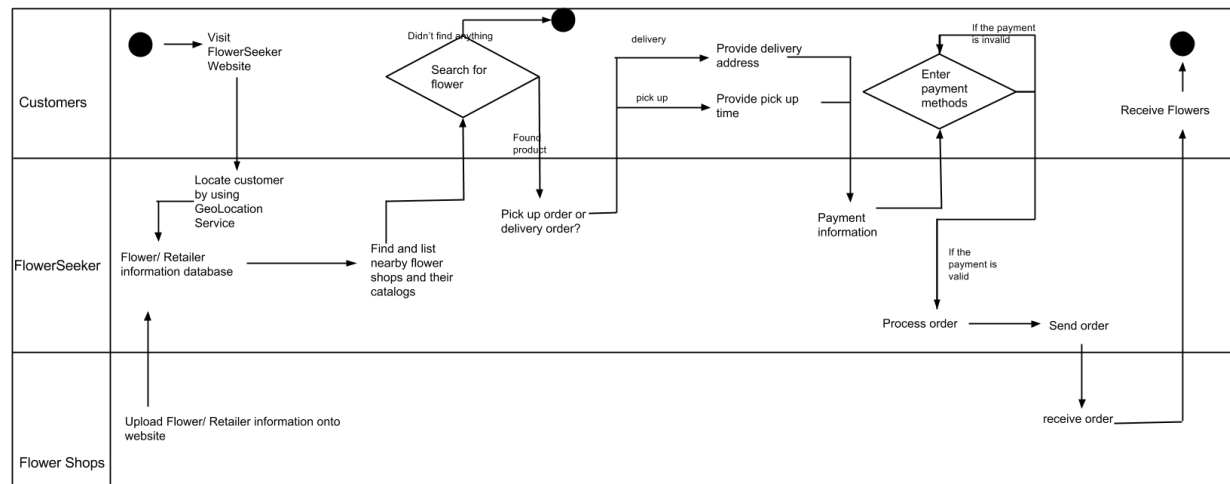 Customers
Visit
FlowerSeeker
Website
Didn't find anything
Search for
flower
Found
product
delivery
pick up
Provide delivery
address
Provide pick up
time
If the payment
is invalid
Enter
payment
methods
Receive Flowers
FlowerSeeker
Locate customer
by using
GeoLocation
Service
Flower/ Retailer
information database
Find and list
nearby flower
shops and their
catalogs
Pick up order or
delivery order?
Payment
information
If the
payment is
valid
Process order
Send order
Flower Shops
Upload Flower/ Retailer information onto
website
receive order